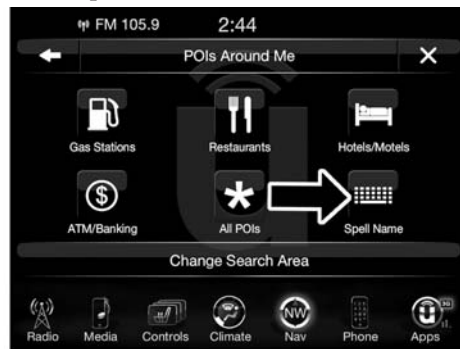 FM 105.9 2:44
POIs Around Me
Gas Stations Restaurants Hotels/Motels
ATM/Banking All POIs Spell Name
Change Search Area
NW 3G
Radio Media Controls Climate Nav Phone Apps